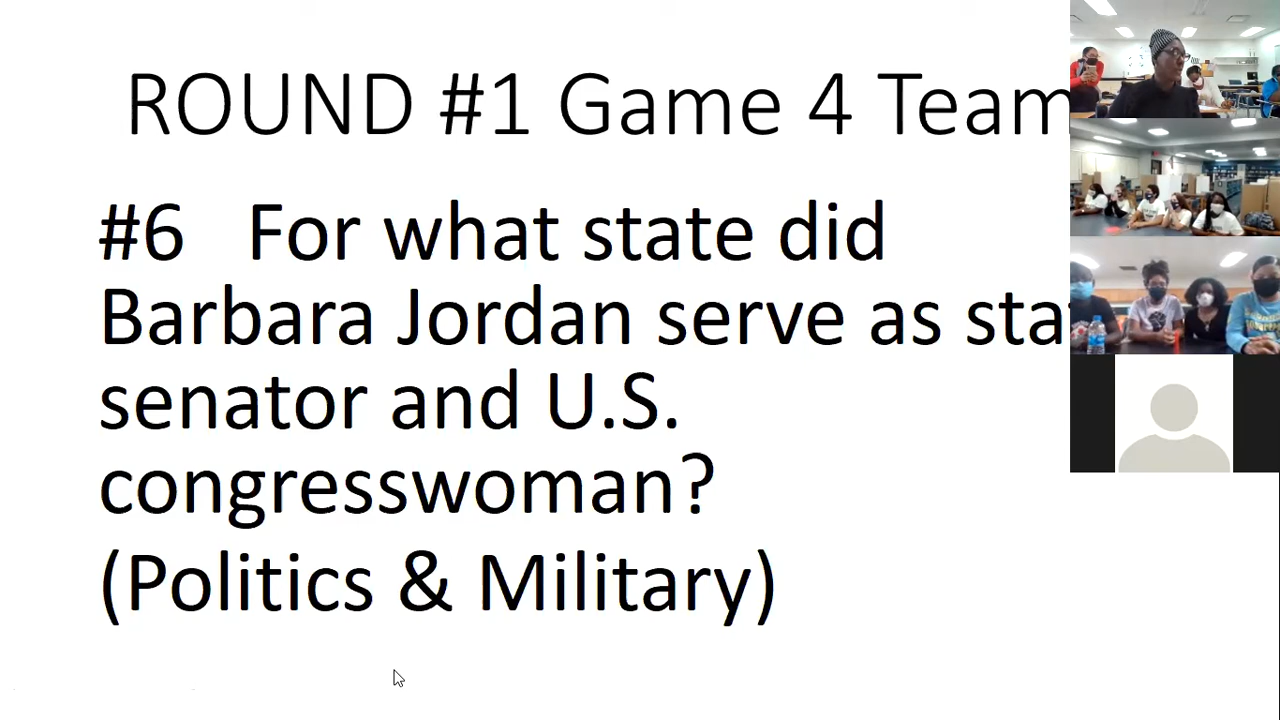 ROUND #1 Game 4 Team
#6 For what state did
Barbara Jordan serve as sta
senator and U.S.
congresswoman?
(Politics & Military)